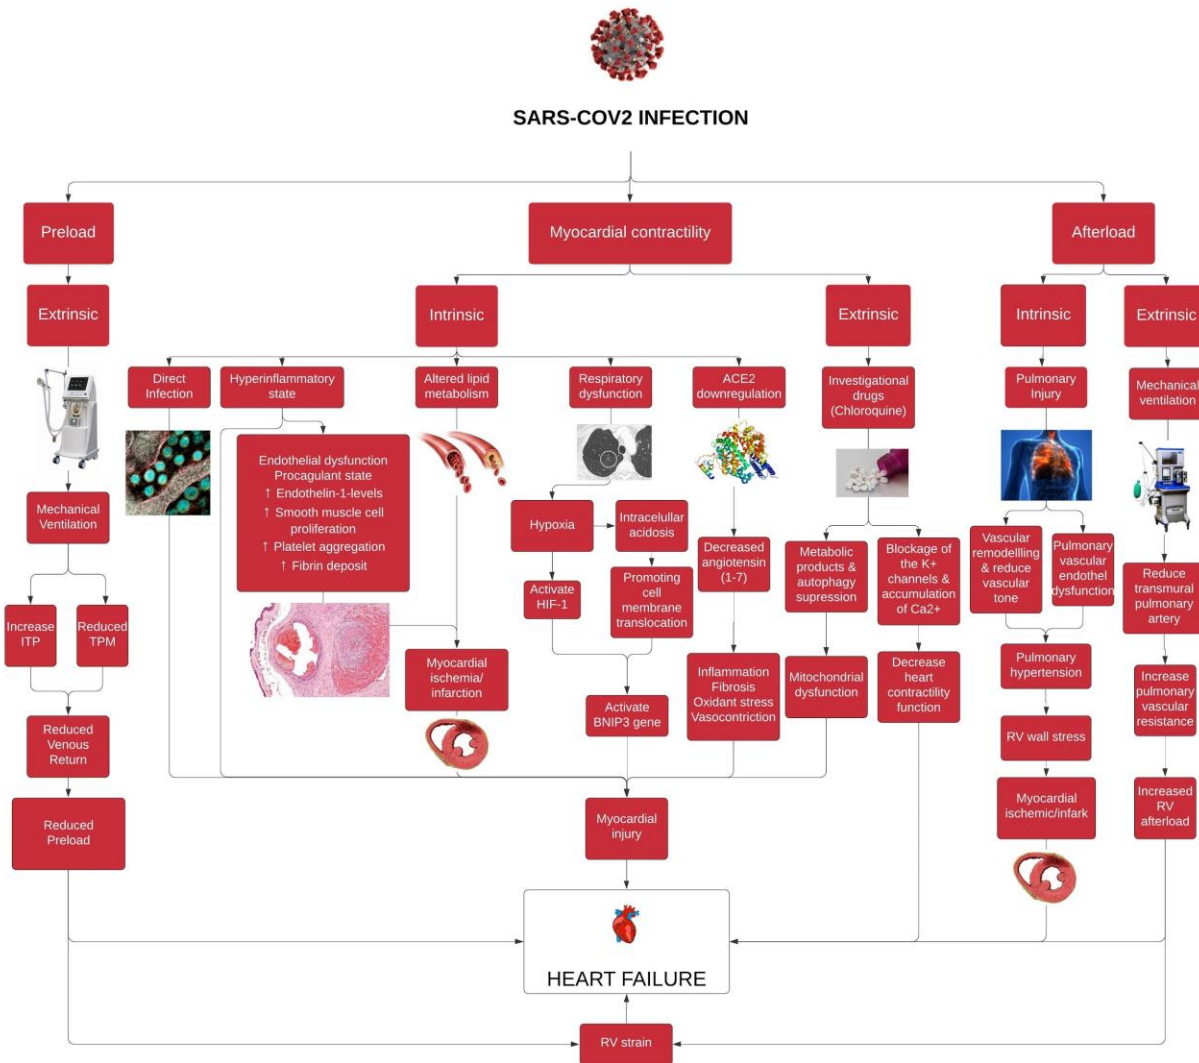 SARS-COV2 INFECTION
Preload
Myocardial contractility
Afterload
Extrinsic
Intrinsic
Extrinsic
Intrinsic
Extrinsic
Direct
Infection
Hyperinflammatory
state
Altered lipid
metabolism
Respiratory
dysfunction
ACE2
downregulation
Investigational
drugs
(Chloroquine)
Pulmonary
Injury
Mechanical
ventilation
Endothelial dysfunction
Procagulant state
↑ Endothelin-1-levels
↑ Smooth muscle cell
proliferation
↑ Platelet aggregation
↑ Fibrin deposit
Mechanical
Ventilation
Hypoxia
Intracelullar
acidosis
Decreased
angiotensin
(1-7)
Metabolic
products &
autophagy
supression
Blockage of
the K+
channels &
accumulation
of Ca2+
Vascular
remodellling
& reduce
vascular
tone
Pulmonary
vascular
endothel
dysfunction
Reduce
transmural
pulmonary
artery
Activate
HIF-1
Promoting
cell
membrane
translocation
Increase
ITP
Reduced
TPM
Myocardial
ischemia/
infarction
Inflammation
Fibrosis
Oxidant stress
Vasocontriction
Mitochondrial
dysfunction
Decrease
heart
contractility
function
Pulmonary
hypertension
Increase
pulmonary
vascular
resistance
Activate
BNIP3 gene
Reduced
Venous
Return
RV wall stress
Reduced
Preload
Myocardial
injury
Myocardial
ischemic/infark
Increased
RV
afterload
HEART FAILURE
RV strain